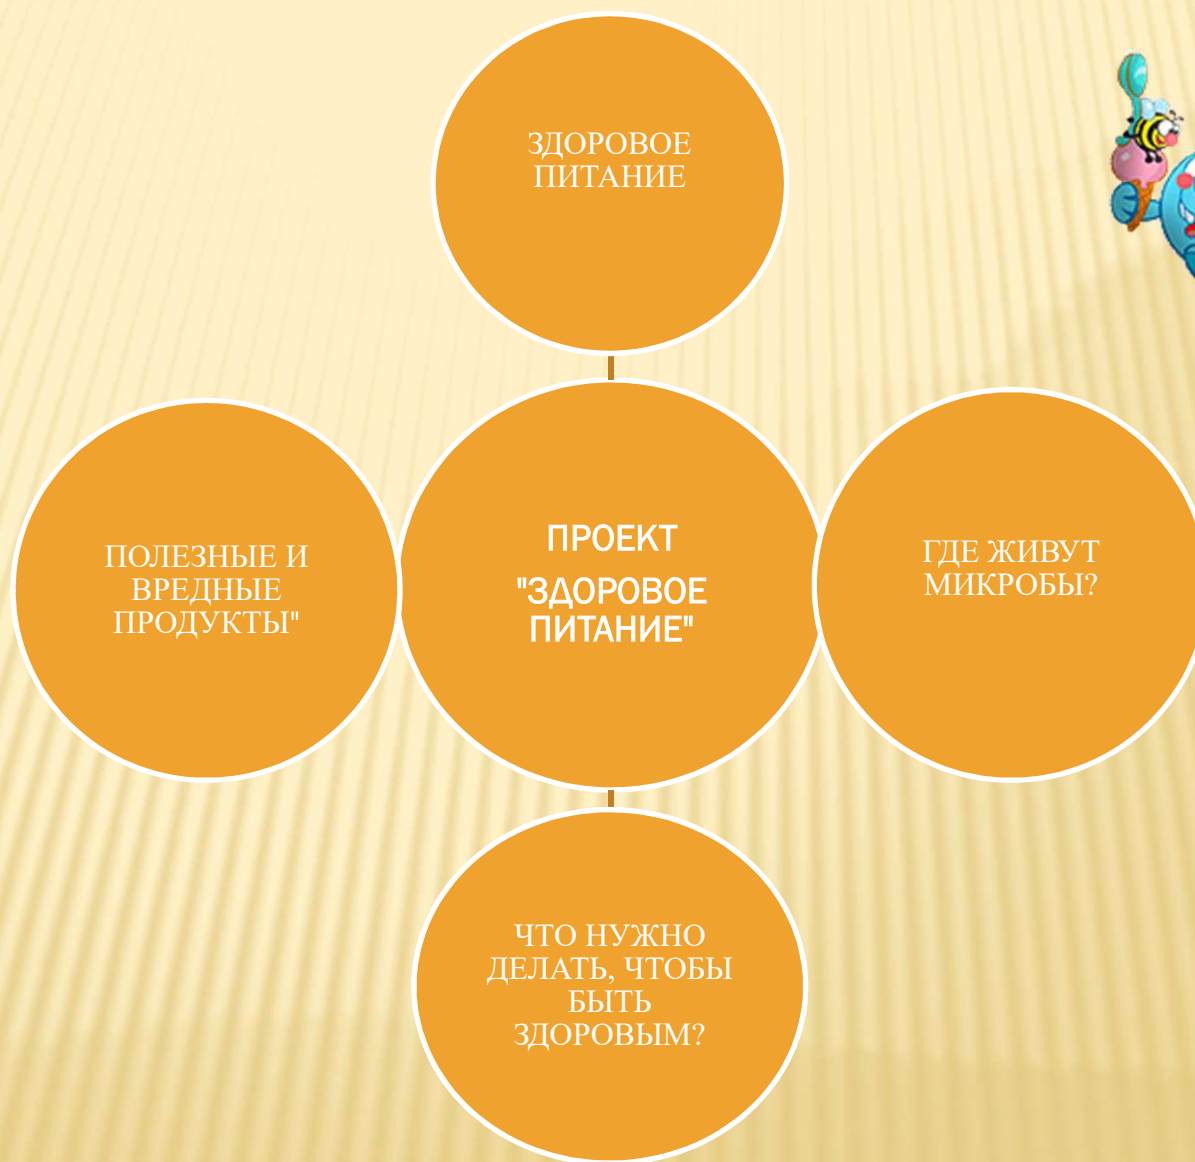 ЗДОРОВОЕ
ПИТАНИЕ
ПОЛЕЗНЫЕ И
ВРЕДНЫЕ
ПРОДУКТЫ"
ПРОЕКТ
"ЗДОРОВОЕ
ПИТАНИЕ"
ГДЕ ЖИВУТ
МИКРОБЫ?
ЧТО НУЖНО
ДЕЛАТЬ, ЧТОБЫ
БЫТЬ
ЗДОРОВЫМ?